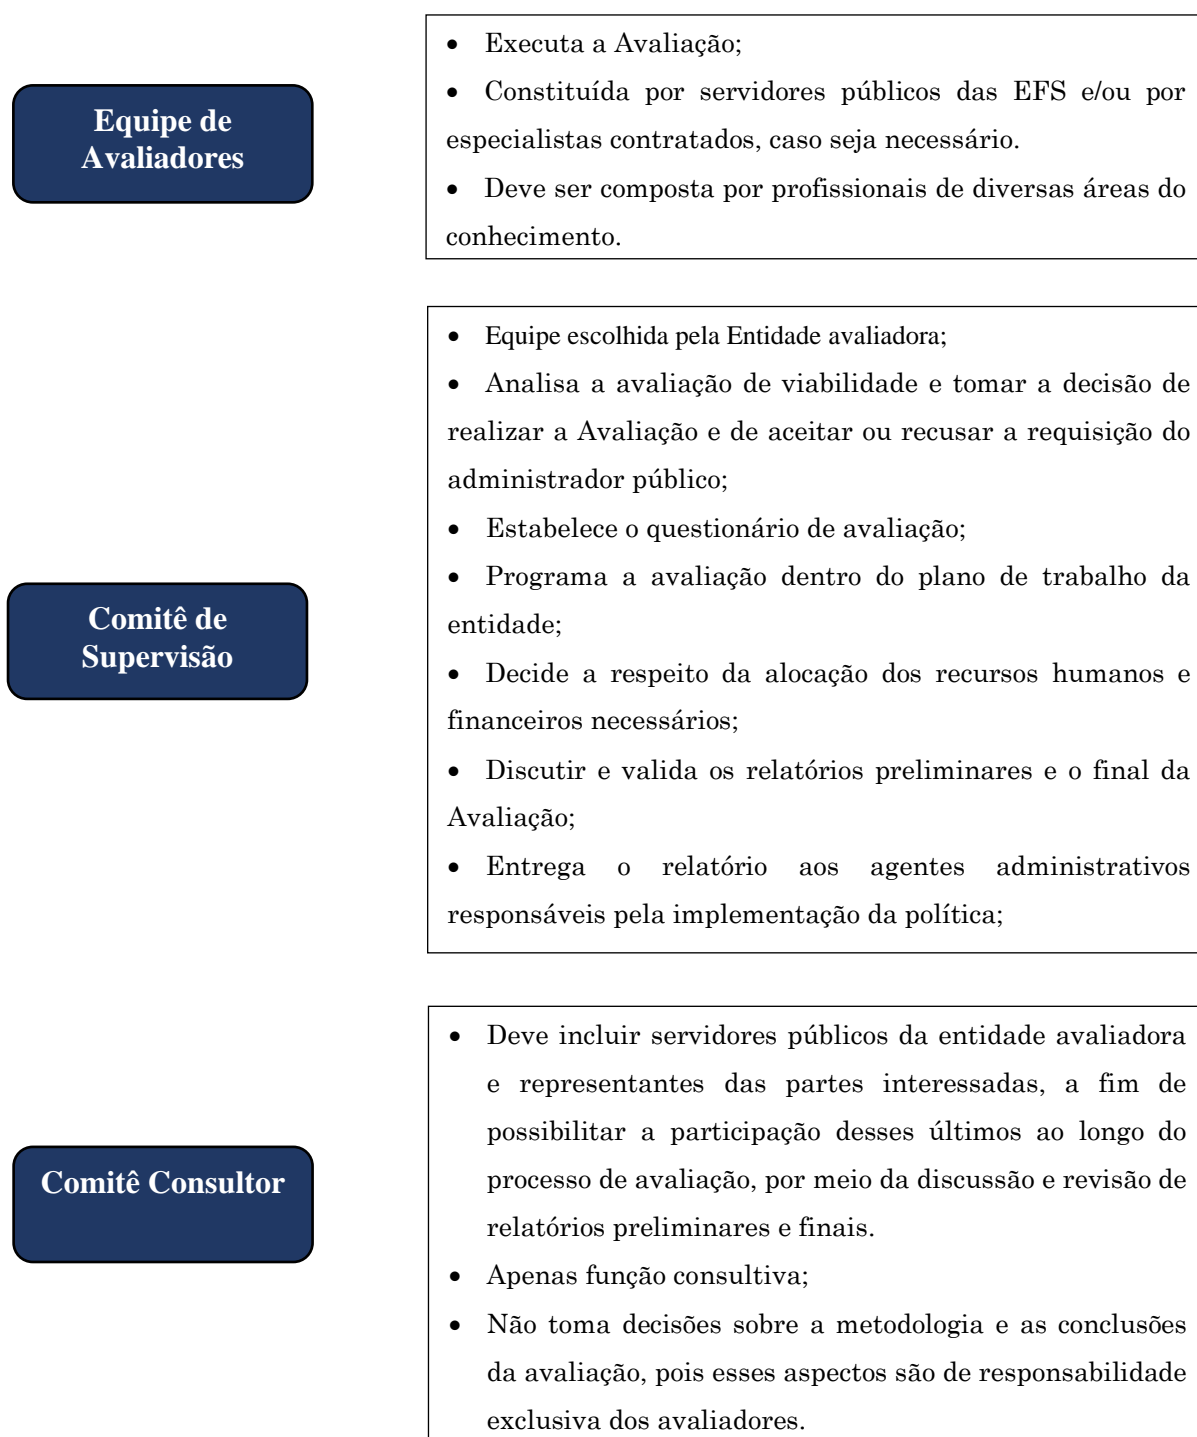 Equipe de
Avaliadores
• Executa a Avaliação;
• Constituída por servidores públicos das EFS e/ou por
especialistas contratados, caso seja necessário.
• Deve ser composta por profissionais de diversas áreas do
conhecimento.
Comitê de
Supervisão
• Equipe escolhida pela Entidade avaliadora;
• Analisa a avaliação de viabilidade e tomar a decisão de
realizar a Avaliação e de aceitar ou recusar a requisição do
administrador público;
• Estabelece o questionário de avaliação;
• Programa a avaliação dentro do plano de trabalho da
entidade;
• Decide a respeito da alocação dos recursos humanos e
financeiros necessários;
• Discutir e valida os relatórios preliminares e o final da
Avaliação;
• Entrega o relatório aos agentes administrativos
responsáveis pela implementação da política;
Comitê Consultor
• Deve incluir servidores públicos da entidade avaliadora
e representantes das partes interessadas, a fim de
possibilitar a participação desses últimos ao longo do
processo de avaliação, por meio da discussão e revisão de
relatórios preliminares e finais.
• Apenas função consultiva;
• Não toma decisões sobre a metodologia e as conclusões
da avaliação, pois esses aspectos são de responsabilidade
exclusiva dos avaliadores.